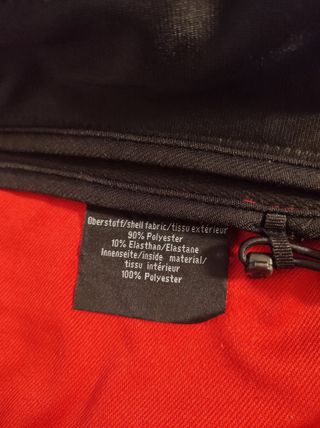 Oberstoff/shell fabric/tissu extérieur
90% Polyester
10% Elasthan/Elastane
Innenseite/inside material/
tissu intérieur
100% Polyester